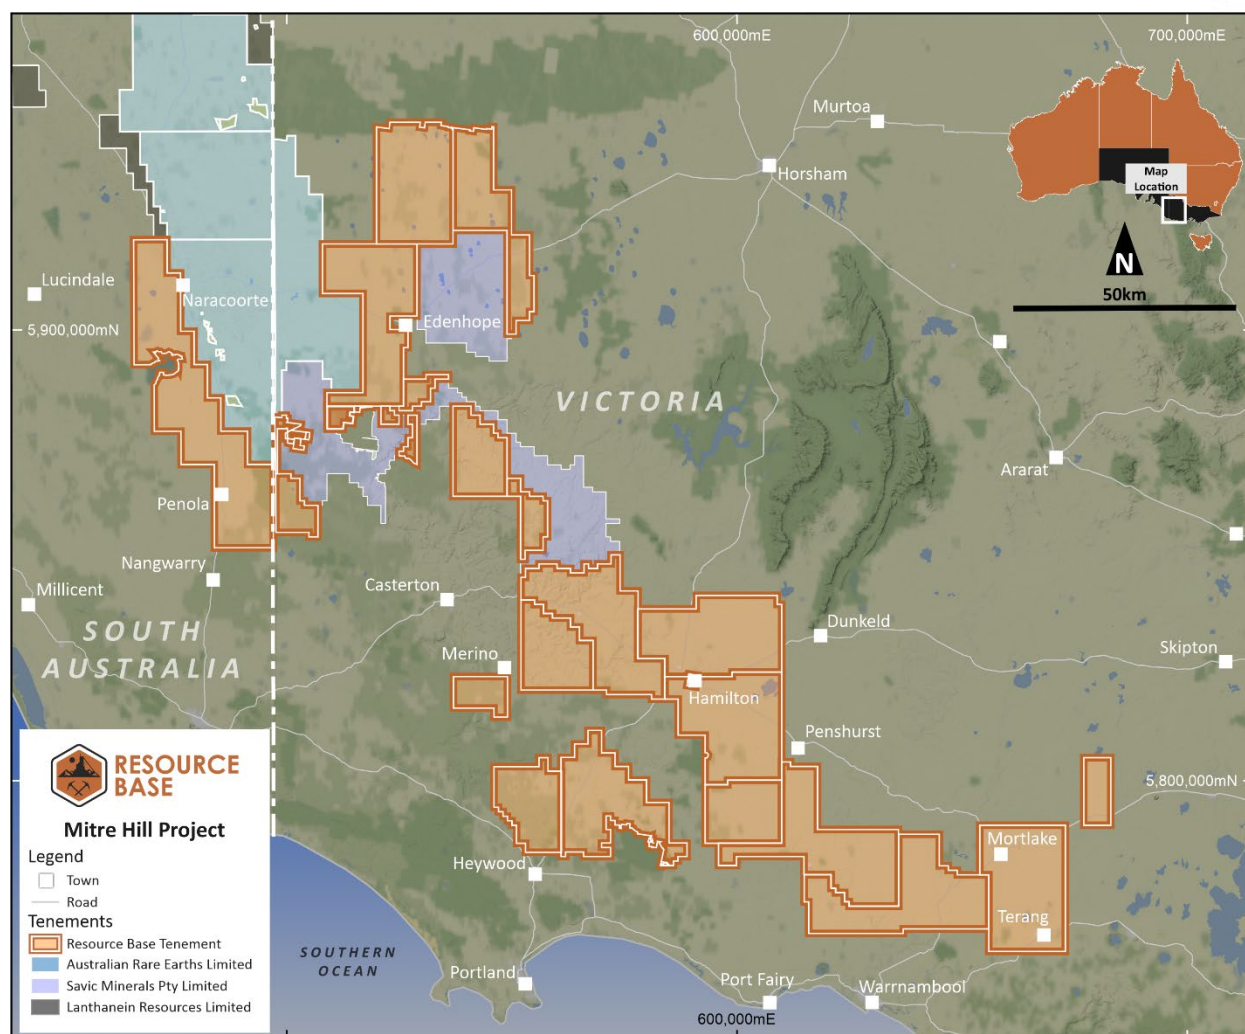 600,000mE
700,000mE
Murtoa
Horsham
Map
Location
N
50km
Lucindale
Naracoorte
5,900,000mN
Edenhope
VICTORIA
Ararat
Penola
Nangwarry
Millicent
Casterton
SOUTH
AUSTRALIA
Merino
Dunkeld
Skipton
Hamilton
Penshurst
5,800,000mN
RESOURCE
BASE
Mitre Hill Project
Legend
Town
Road
Tenements
Resource Base Tenement
Australian Rare Earths Limited
Savic Minerals Pty Limited
Lanthanein Resources Limited
Heywood
Mortlake
Terang
SOUTHERN
OCEAN
Portland
Port Fairy
Warrnambool
600,000mE